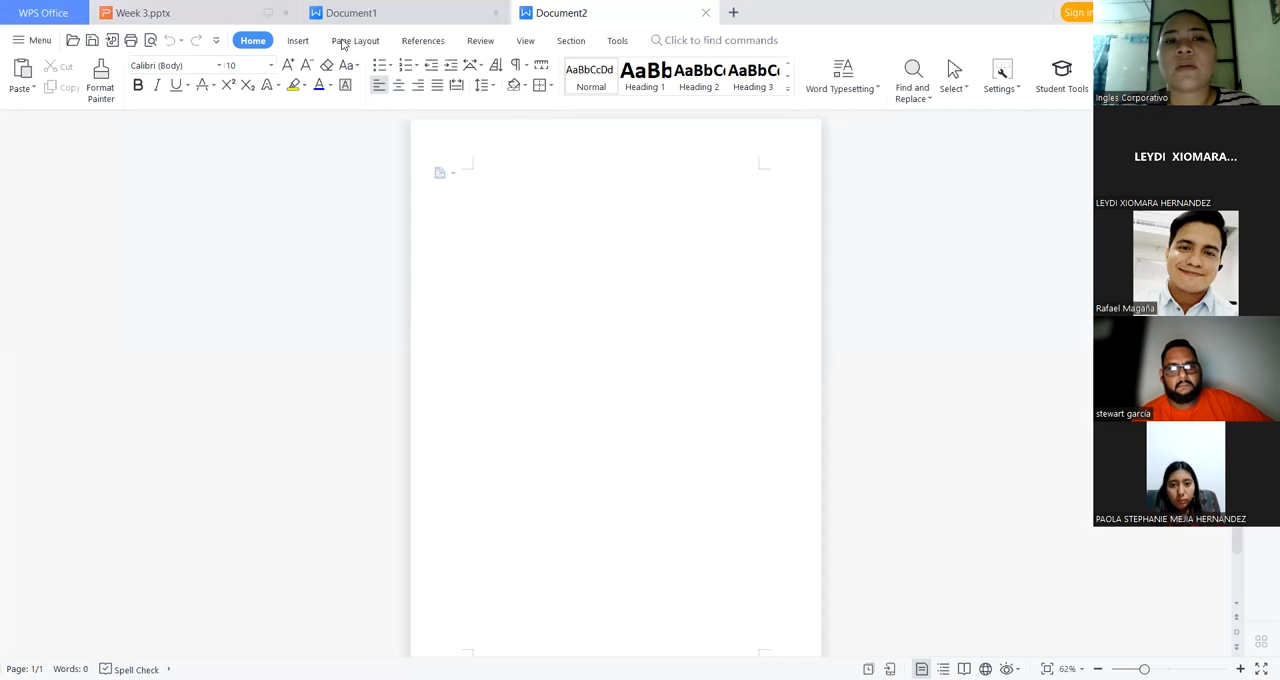 WPS Office
Week 3.pptx
Document1
Document2
Sign in
Menu
Home
Insert
Page Layout
References
Review
View
Section
Tools
Click to find commands
Paste
Cut
Copy
Format
Painter
Calibri (Body)
10
AaBbCcDd
Normal
AaBb
Heading 1
AaBbC
Heading 2
AaBbC
Heading 3
Word Typesetting
Find and
Replace
Select
Settings
Student Tools
Ingles Corporativo
LEYDI XIOMARA...
LEYDI XIOMARA HERNANDEZ
Rafael Magaña
stewart garcía
PAOLA STEPHANIE MEJIA HERNANDEZ
Page: 1/1
Words: 0
Spell Check
62%